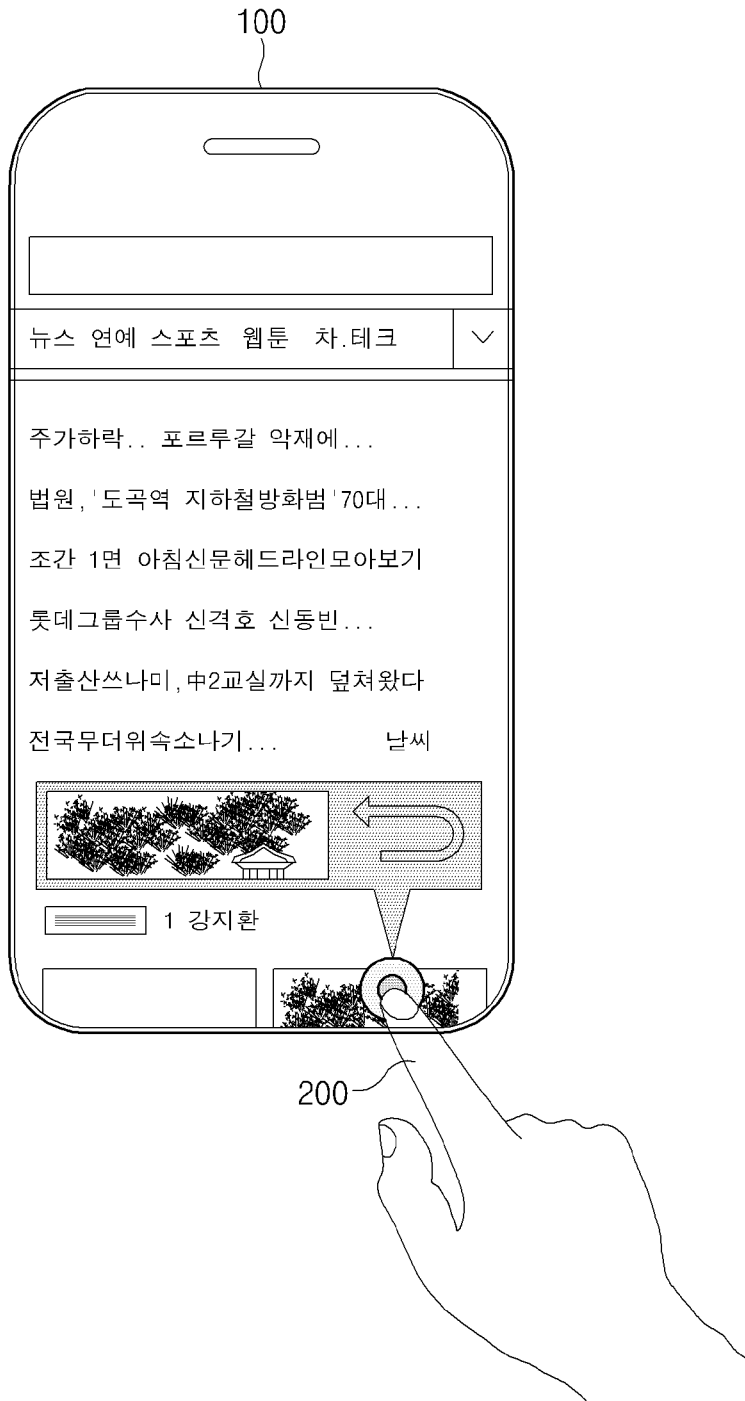 100
뉴스 연예 스포츠 웹툰 차.테크
주가하락.. 포르루갈 악재에...
법원,'도곡역 지하철방화범'70대...
조간 1면 아침신문헤드라인모아보기
롯데그룹수사 신격호 신동빈...
저출산쓰나미,中2교실까지 덮쳐왔다
전국무더위속소나기... 날씨
1 강지환
200